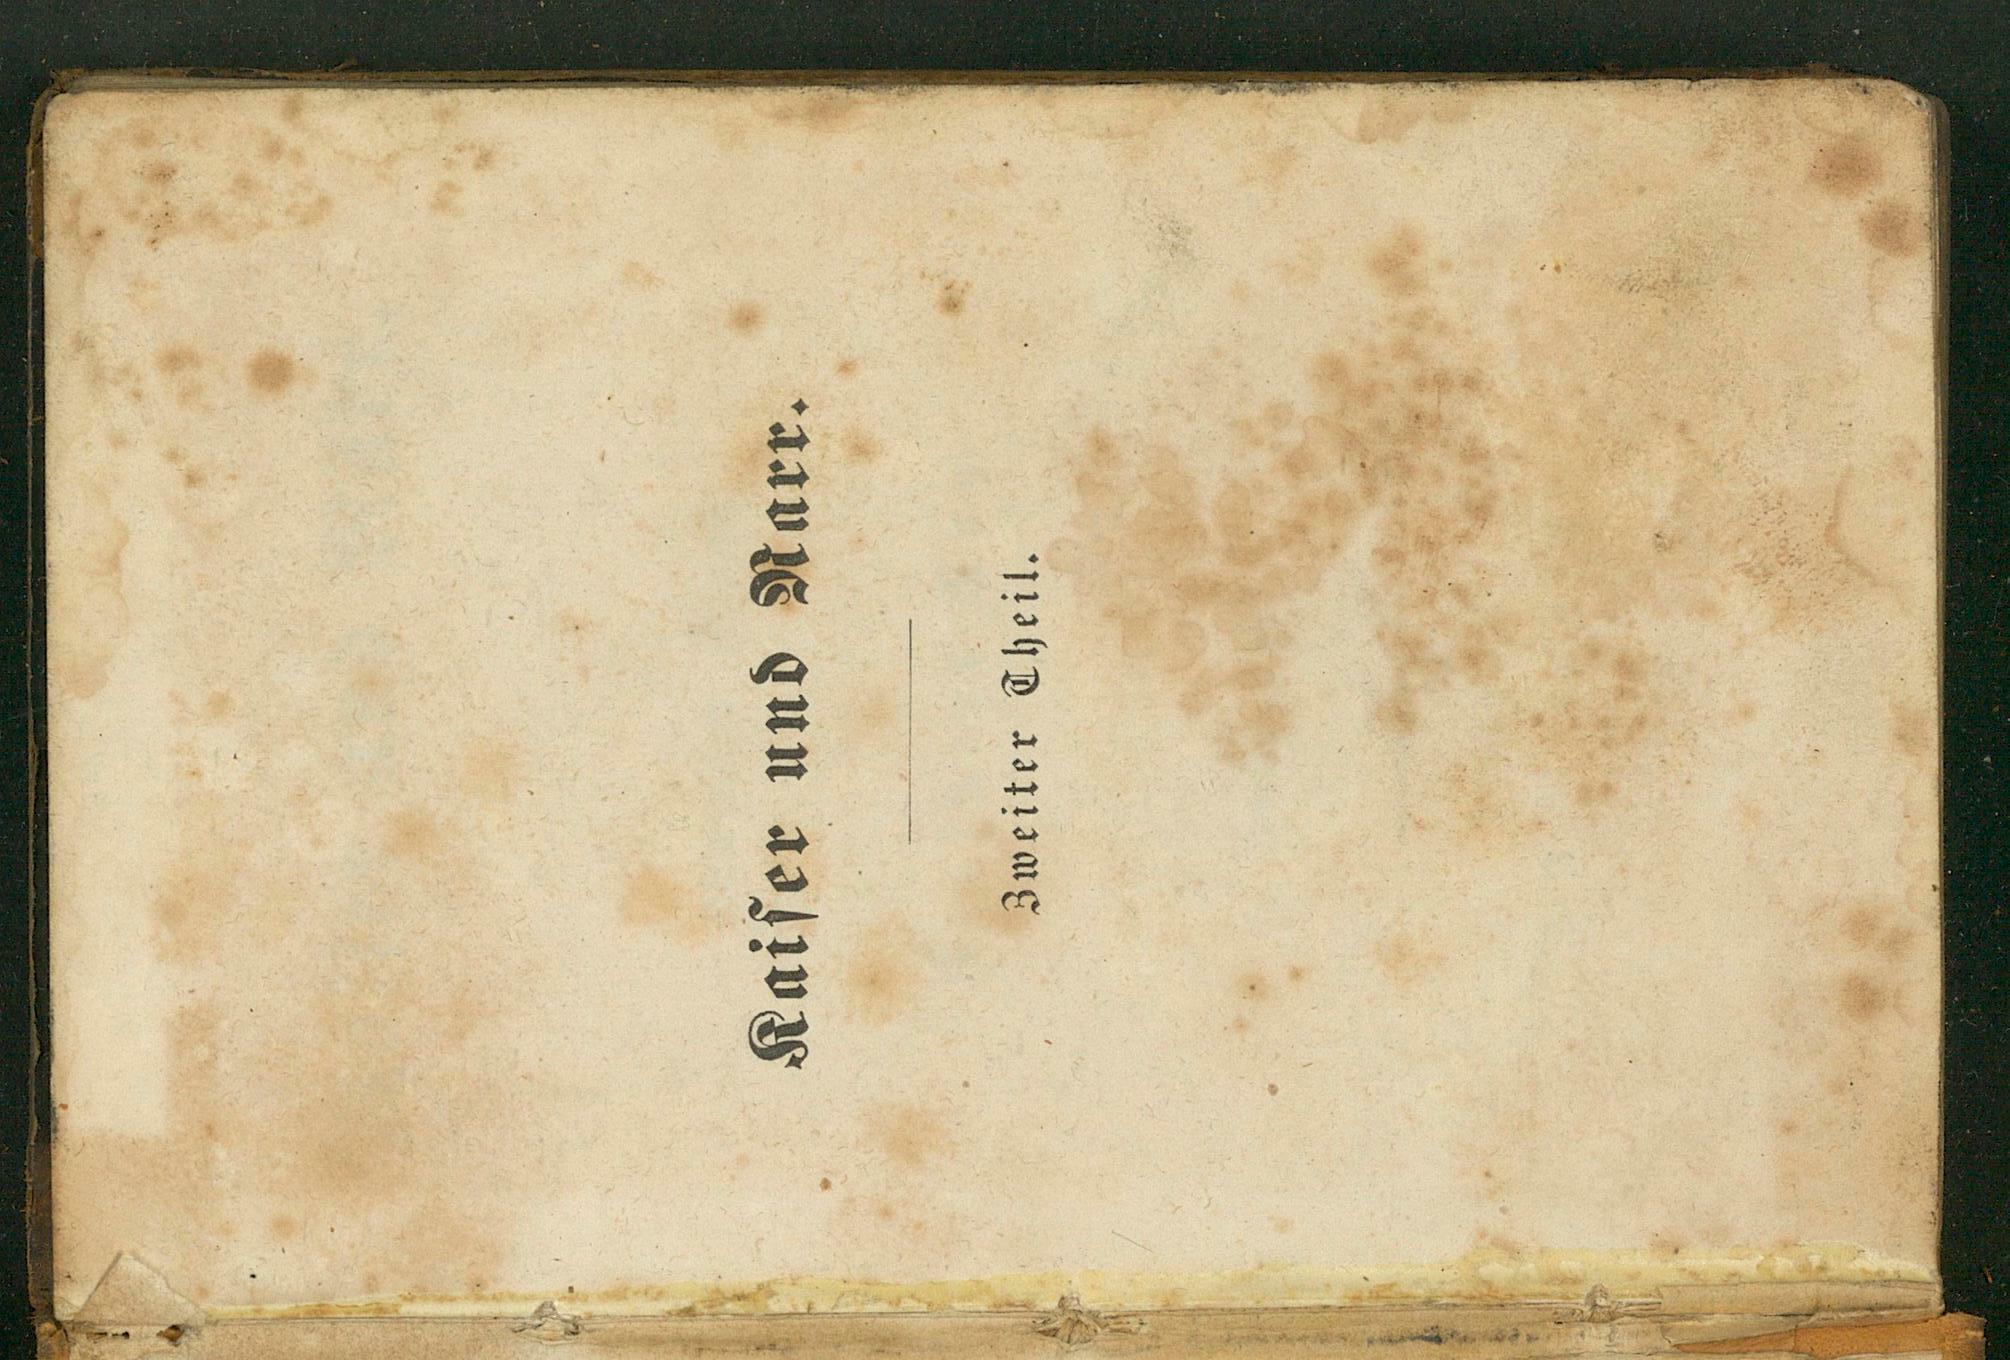 Kaiſer und Narr.
Zweiter Theil.